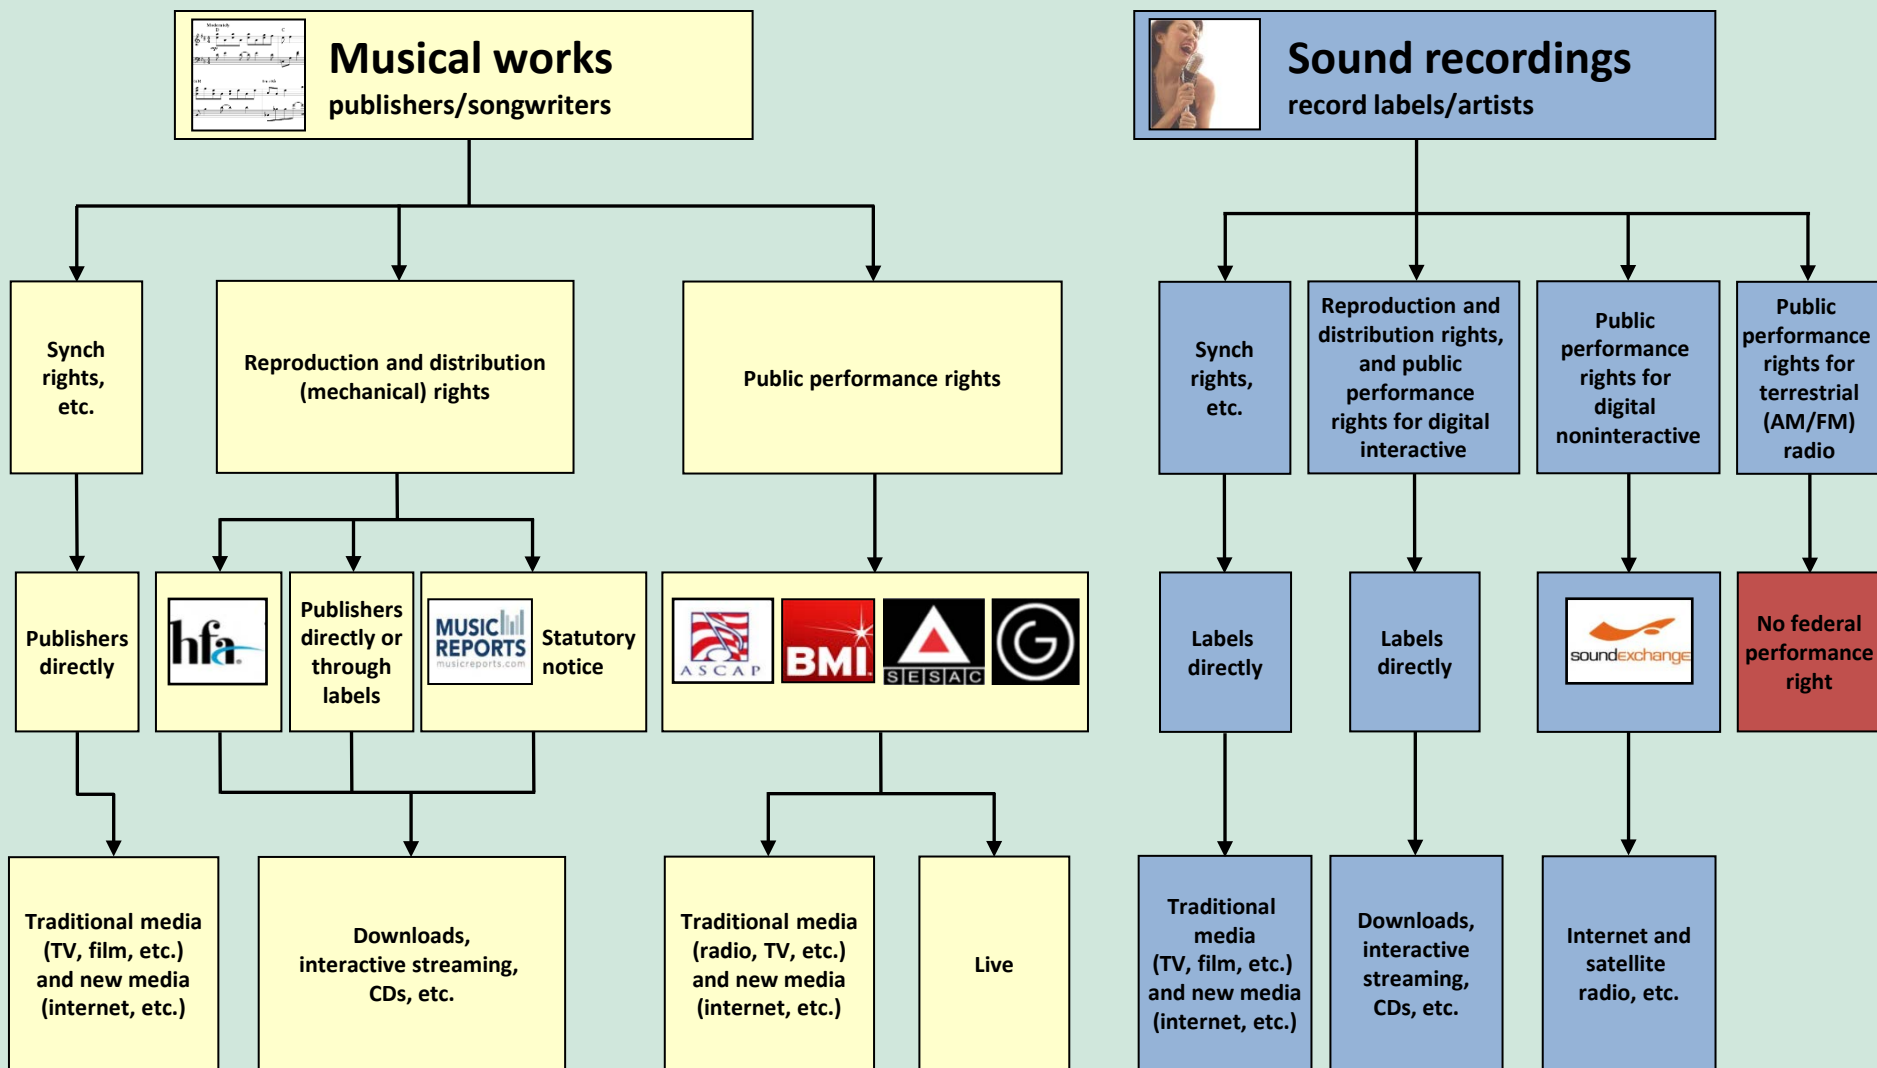 Musical works
publishers/songwriters
Sound recordings
record labels/artists
Synch
rights,
etc.
Reproduction and distribution
(mechanical) rights
Public performance rights
Synch
rights,
etc.
Reproduction and
distribution rights,
and public
performance
rights for digital
interactive
Public
performance
rights for
digital
noninteractive
Public
performance
rights for
terrestrial
(AM/FM)
radio
Publishers
directly
hfa
Publishers
directly or
through
labels
MUSIC
REPORTS
musicreports.com
Statutory
notice
ASCAP
BMI
SESAC
G
Labels
directly
Labels
directly
soundexchange
No federal
performance
right
Traditional media
(TV, film, etc.)
and new media
(internet, etc.)
Downloads,
interactive streaming,
CDs, etc.
Traditional media
(radio, TV, etc.)
and new media
(internet, etc.)
Live
Traditional
media
(TV, film, etc.)
and new media
(internet, etc.)
Downloads,
interactive
streaming,
CDs, etc.
Internet and
satellite
radio, etc.